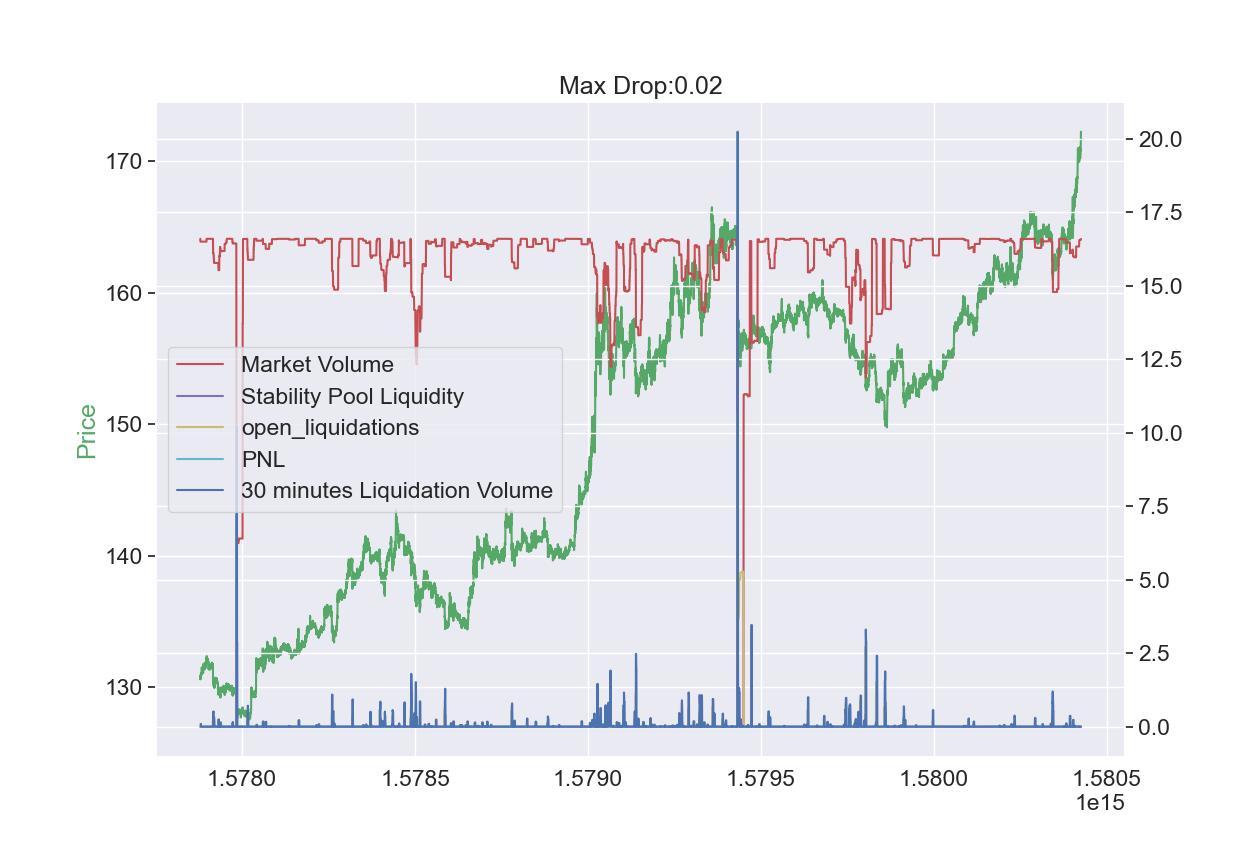 Max Drop:0.02
170
160
150
140
130
Price
20.0
17.5
15.0
12.5
10.0
7.5
5.0
2.5
0.0
Market Volume
Stability Pool Liquidity
open_liquidations
PNL
30 minutes Liquidation Volume
1.5780 1.5785 1.5790 1.5795 1.5800 1.5805
1e15